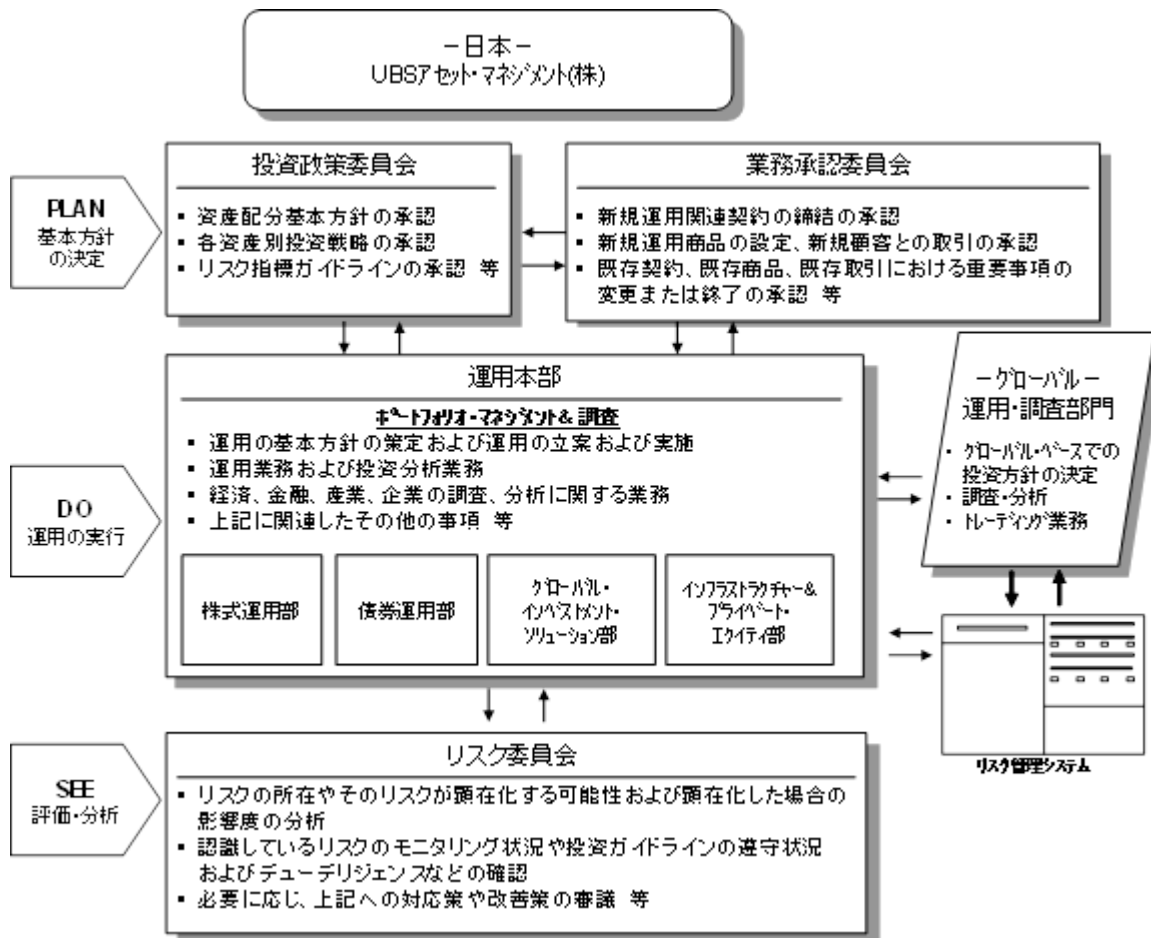 －日本－
UBSアセット・マネジメント(株)
PLAN
基本方針
の決定
投資政策委員会
▪ 資産配分基本方針の承認
▪ 各資産別投資戦略の承認
▪ リスク指標ガイドラインの承認 等
業務承認委員会
▪ 新規運用関連契約の締結の承認
▪ 新規運用商品の設定、新規顧客との取引の承認
▪ 既存契約、既存商品、既存取引における重要事項の
変更または終了の承認 等
DO
運用の実行
運用本部
ポートフォリオ・マネジメント& 調査
▪ 運用の基本方針の策定および運用の立案および実施
▪ 運用業務および投資分析業務
▪ 経済、金融、産業、企業の調査、分析に関する業務
▪ 上記に関連したその他の事項 等
株式運用部
債券運用部
グローバル・
インベストメント・
ソリューション部
インフラストラクチャー&
プライベート・
エクイティ部
－グローバル－
運用・調査部門
・ グローバル・ベースでの
投資方針の決定
・ 調査・分析
・ トレーディング業務
リスク管理システム
SEE
評価・分析
リスク委員会
▪ リスクの所在やそのリスクが顕在化する可能性および顕在化した場合の
影響度の分析
▪ 認識しているリスクのモニタリング状況や投資ガイドラインの遵守状況
およびデューデリジェンスなどの確認
▪ 必要に応じ、上記への対応策や改善策の審議 等